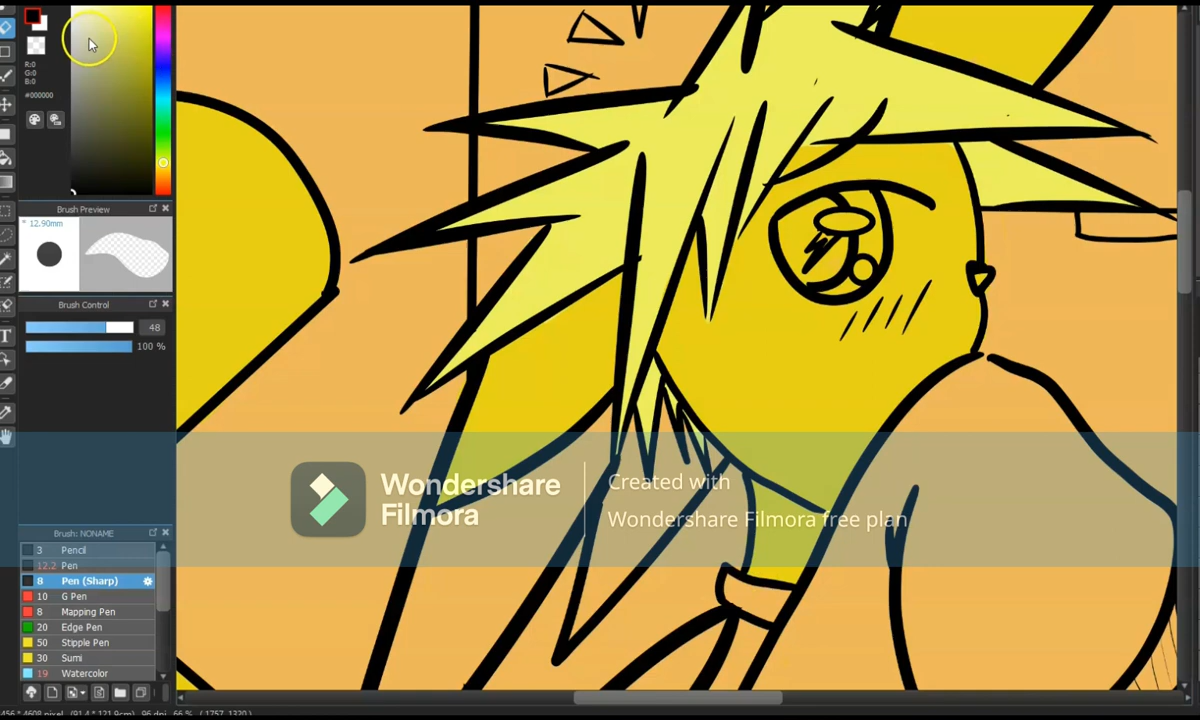 R:0
G:0
B:0
#000000
Brush Preview
* 12.90mm
Brush Control
48
100 %
Wondershare
Filmora
Created with
Wondershare Filmora free plan
Brush: NONAME
3 Pencil
12.2 Pen
8 Pen (Sharp)
10 G Pen
8 Mapping Pen
20 Edge Pen
50 Stipple Pen
30 Sumi
19 Watercolor